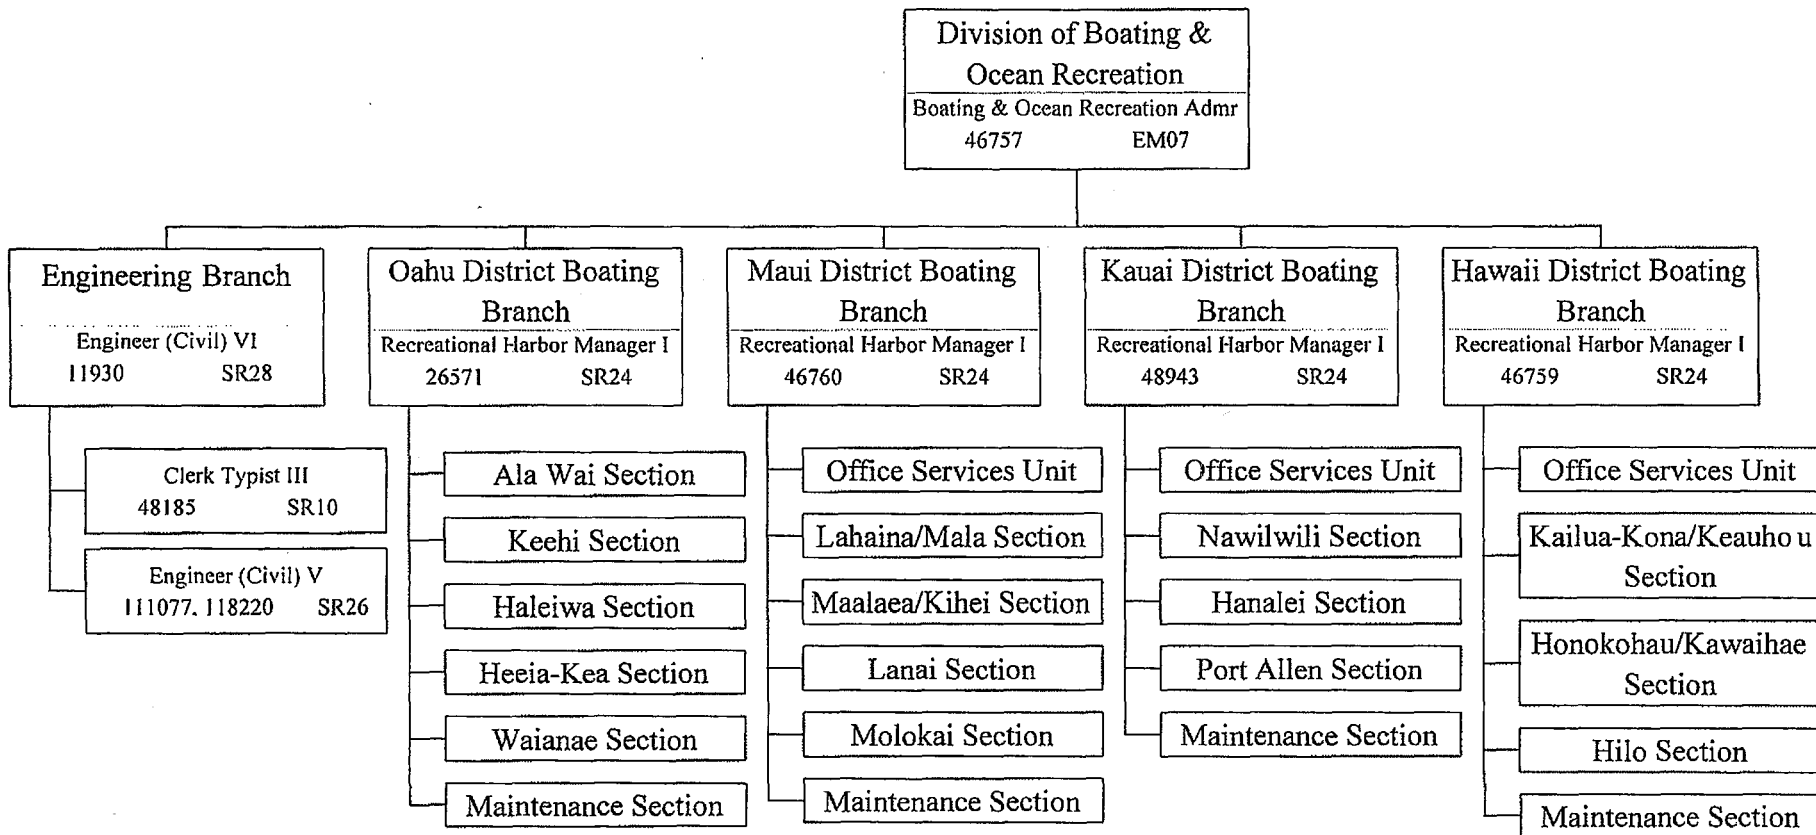 Division of Boating &
Ocean Recreation
Boating & Ocean Recreation Admr
46757 EM07
Engineering Branch
Engineer (Civil) VI
11930 SR28
Clerk Typist III
48185 SR10
Engineer (Civil) V
111077, 118220 SR26
Oahu District Boating
Branch
Recreational Harbor Manager I
26571 SR24
Ala Wai Section
Keehi Section
Haleiwa Section
Heeia-Kea Section
Waianae Section
Maintenance Section
Maui District Boating
Branch
Recreational Harbor Manager I
46760 SR24
Office Services Unit
Lahaina/Mala Section
Maalaea/Kihei Section
Lanai Section
Molokai Section
Maintenance Section
Kauai District Boating
Branch
Recreational Harbor Manager I
48943 SR24
Office Services Unit
Nawilwili Section
Hanalei Section
Port Allen Section
Maintenance Section
Hawaii District Boating
Branch
Recreational Harbor Manager I
46759 SR24
Office Services Unit
Kailua-Kona/Keauhou
Section
Honokohau/Kawaihae
Section
Hilo Section
Maintenance Section